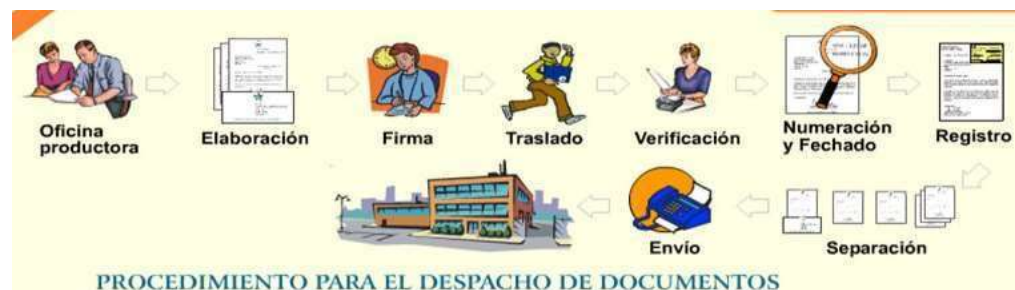 Oficina
productora
Elaboración
Firma
Traslado
Verificación
Numeración
y Fechado
Registro
Envío
Separación
PROCEDIMIENTO PARA EL DESPACHO DE DOCUMENTOS